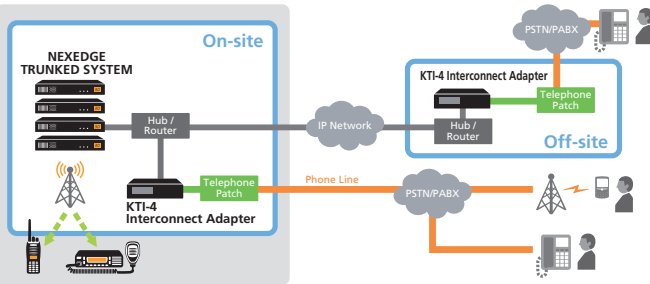 On-site
NEXEDGE
TRUNKED SYSTEM
Hub /
Router
KTI-4
Interconnect Adapter
Telephone
Patch
Phone Line
IP Network
PSTN/PABX
KTI-4 Interconnect Adapter
Telephone
Patch
Hub /
Router
Off-site
PSTN/PABX